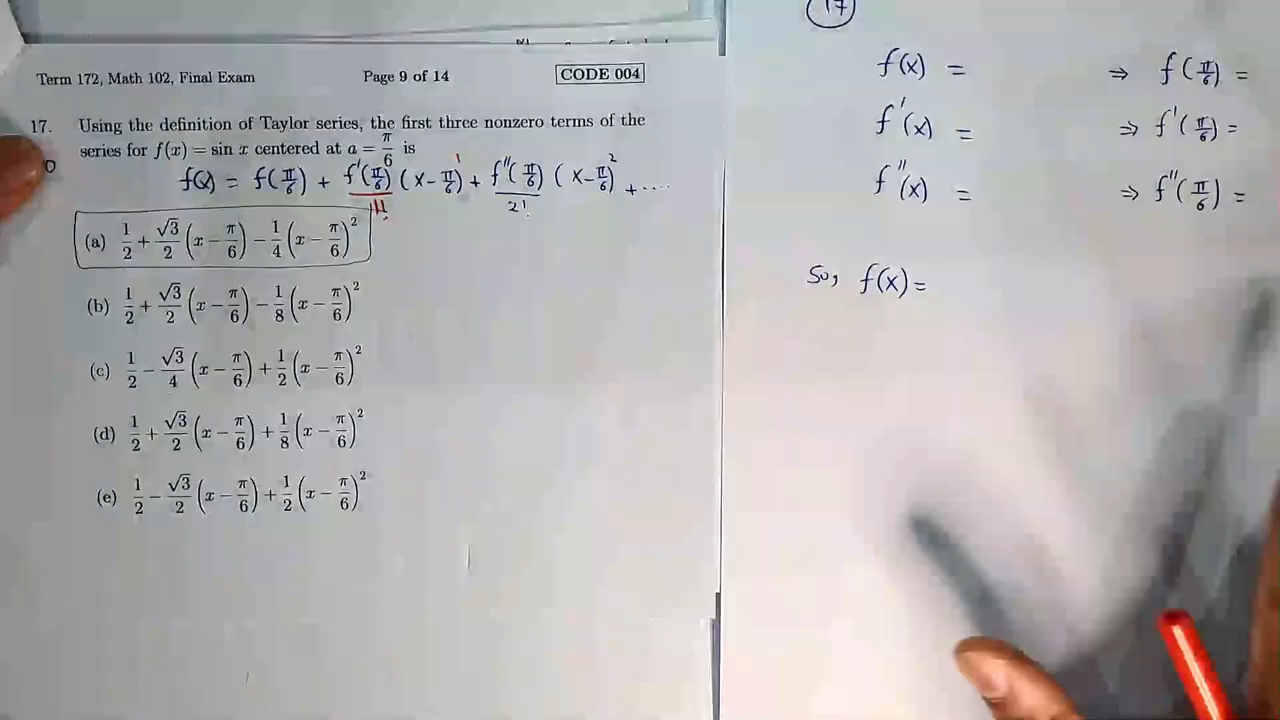 Term 172, Math 102, Final Exam Page 9 of 14 CODE 004
17. Using the definition of Taylor series, the first three nonzero terms of the
series for f(x) = sin x centered at a = π/6 is
f(x) = f(π/6) + f'(π/6)/1! (x - π/6)^1 + f''(π/6)/2! (x - π/6)^2 + ....
(a) 1/2 + √3/2 (x - π/6) - 1/4 (x - π/6)^2
(b) 1/2 + √3/2 (x - π/6) - 1/8 (x - π/6)^2
(c) 1/2 - √3/4 (x - π/6) + 1/2 (x - π/6)^2
(d) 1/2 + √3/2 (x - π/6) + 1/8 (x - π/6)^2
(e) 1/2 - √3/2 (x - π/6) + 1/2 (x - π/6)^2
17
f(x) = ⇒ f(π/6) =
f'(x) = ⇒ f'(π/6) =
f''(x) = ⇒ f''(π/6) =
So, f(x) =